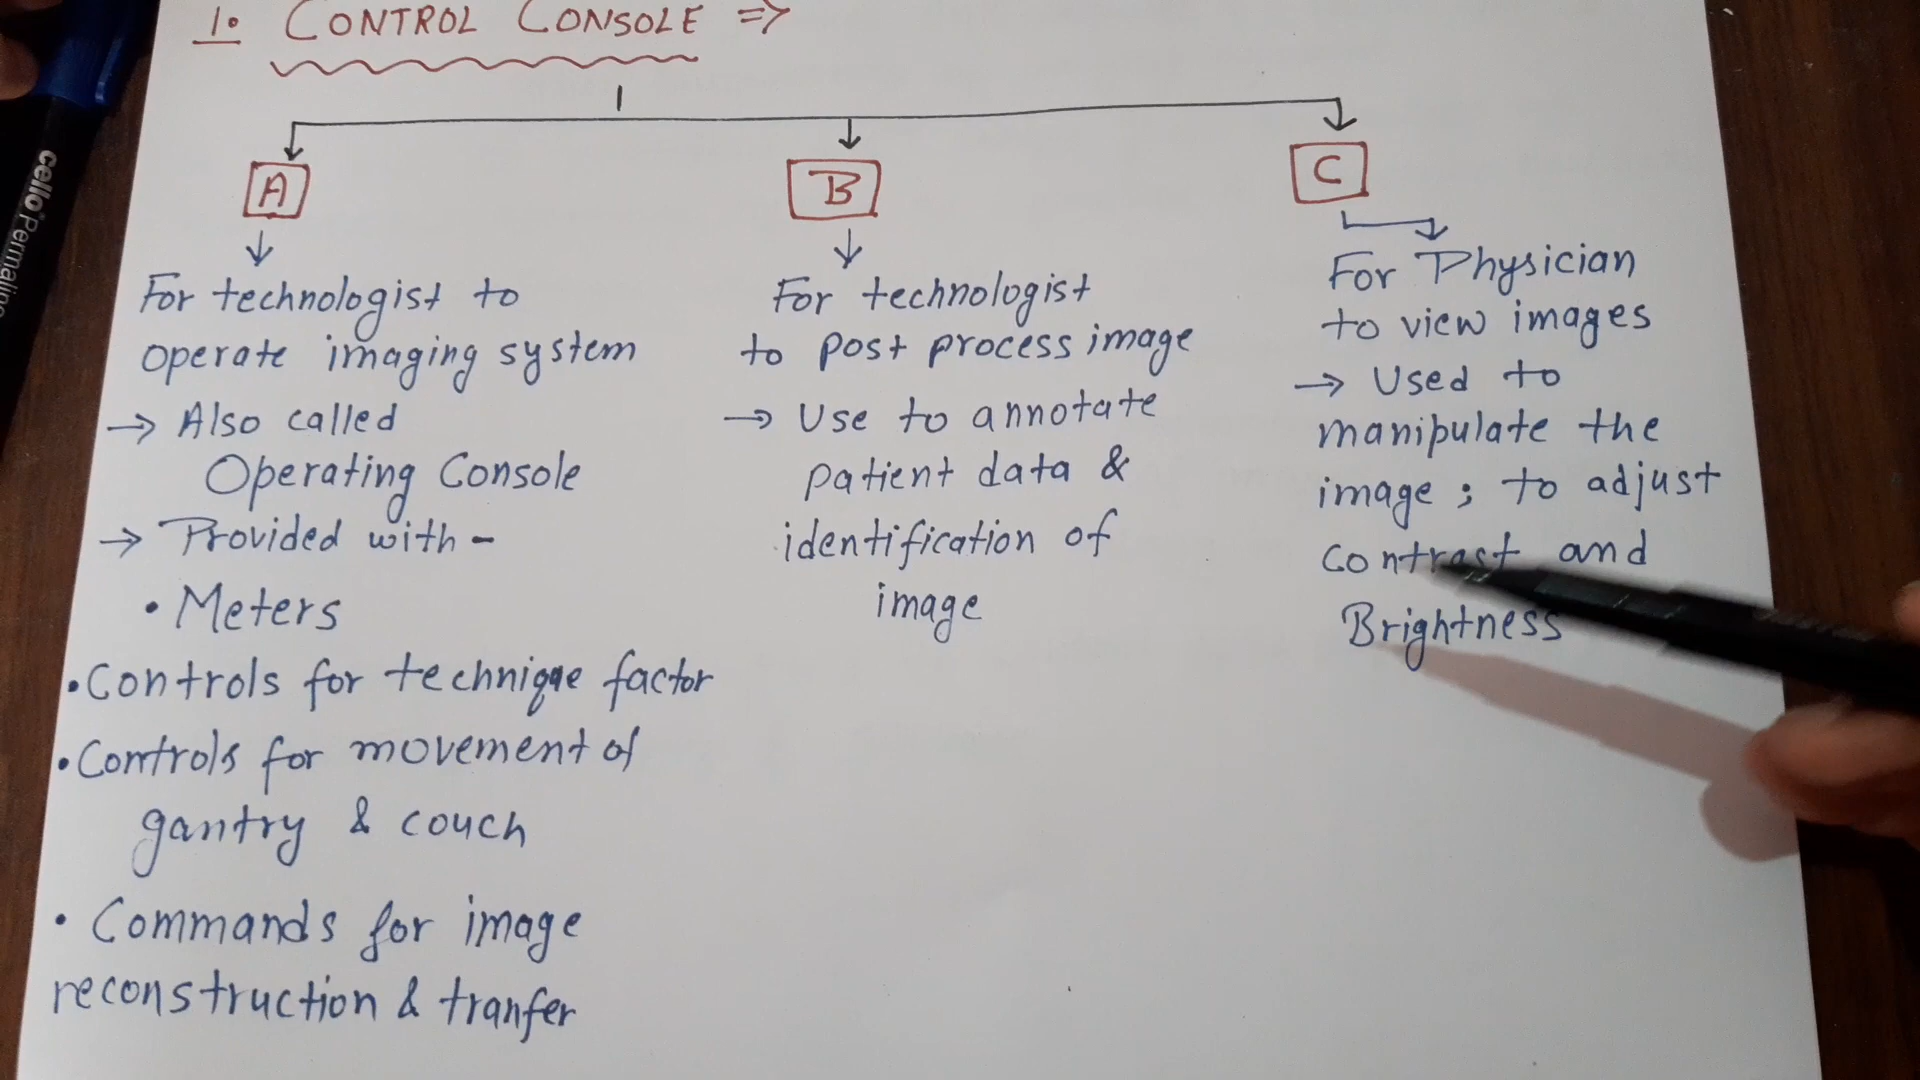 1. CONTROL CONSOLE =>
A
For technologist to
operate imaging system
→ Also called
Operating Console
→ Provided with -
• Meters
• Controls for technique factor
• Controls for movement of
gantry & couch
• Commands for image
reconstruction & tranfer
B
For technologist
to post process image
→ Use to annotate
patient data &
identification of
image
C
For Physician
to view images
→ Used to
manipulate the
image ; to adjust
contrast and
Brightness
cello